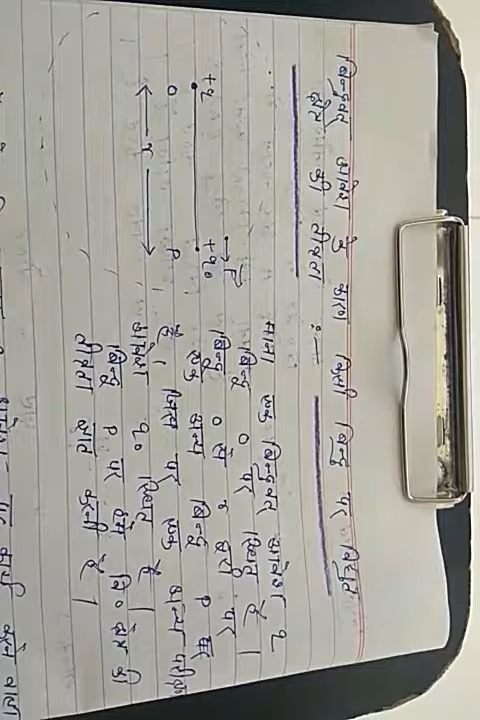 बिन्दुवत् आवेश के कारण किसी बिन्दु पर विद्युत
क्षेत्र की तीव्रता :—
माना एक बिन्दुवत् आवेश q
बिन्दु O पर स्थित है।
बिन्दु O से r दूरी पर
एक अन्य बिन्दु P
है। जिस पर एक अन्य परीक्षण
आवेश q₀ स्थित है।
बिन्दु P पर हमें वि० क्षेत्र की
तीव्रता ज्ञात करनी है।
+q +q₀ → F
O P
← r →